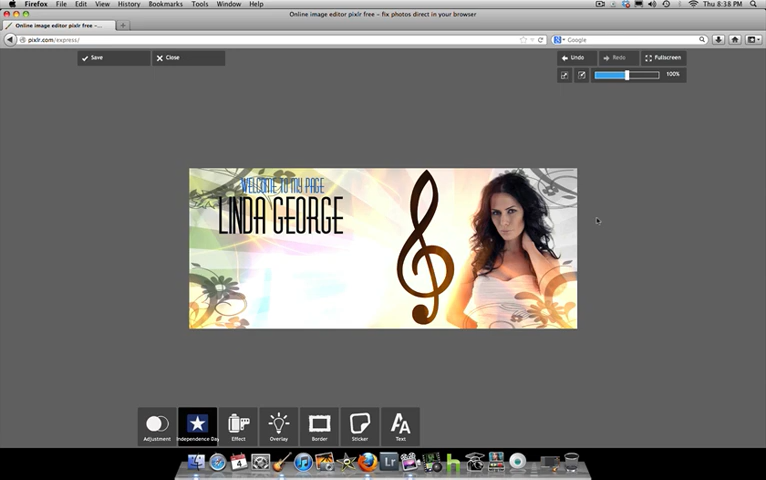 Firefox File Edit View History Bookmarks Tools Window Help
Thu 8:38 PM
Online image editor pixlr free - fix photos direct in your browser
Online image editor pixlr free -...
pixlr.com/express/
Google
Save
Close
Undo
Redo
Fullscreen
100%
WELCOME TO MY PAGE
LINDA GEORGE
Adjustment
Independence Day
Effect
Overlay
Border
Sticker
Text